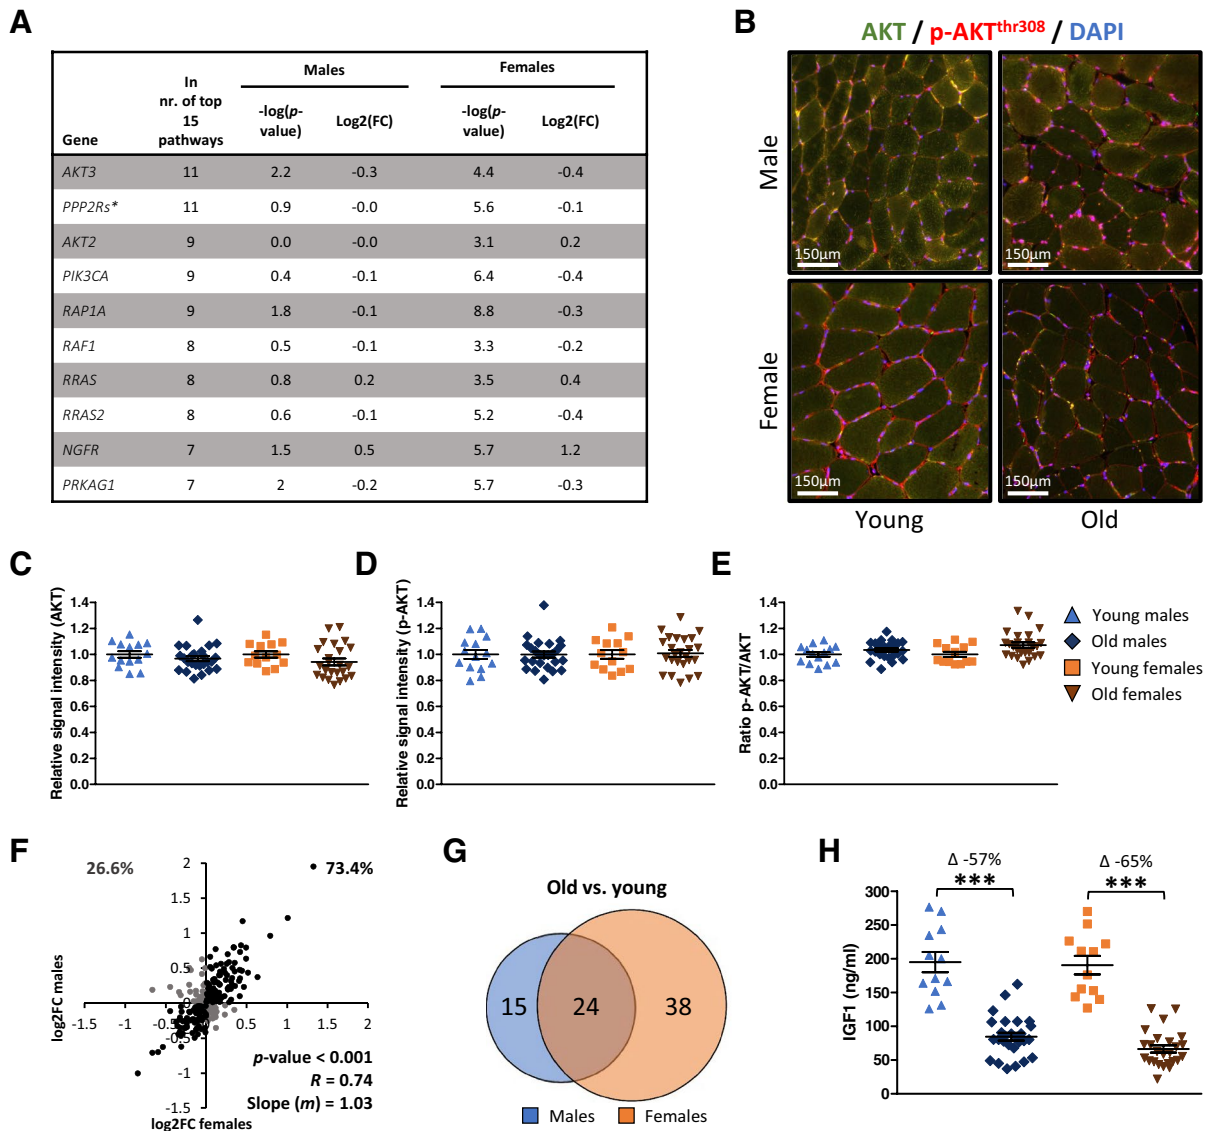 A
Males
Females
Gene
In
nr. of top
15
pathways
-log(p-
value)
Log2(FC)
-log(p-
value)
Log2(FC)
AKT3 11 2.2 -0.3 4.4 -0.4
PPP2Rs* 11 0.9 -0.0 5.6 -0.1
AKT2 9 0.0 -0.0 3.1 0.2
PIK3CA 9 0.4 -0.1 6.4 -0.4
RAP1A 9 1.8 -0.1 8.8 -0.3
RAF1 8 0.5 -0.1 3.3 -0.2
RRAS 8 0.8 0.2 3.5 0.4
RRAS2 8 0.6 -0.1 5.2 -0.4
NGFR 7 1.5 0.5 5.7 1.2
PRKAG1 7 2 -0.2 5.7 -0.3
B
AKT / p-AKTthr308 / DAPI
Male
150µm
150µm
Female
150µm
150µm
Young
Old
C
Relative signal intensity (AKT)
1.4
1.2
1.0
0.8
0.6
0.4
0.2
0.0
D
Relative signal intensity (p-AKT)
1.4
1.2
1.0
0.8
0.6
0.4
0.2
0.0
E
Ratio p-AKT/AKT
1.4
1.2
1.0
0.8
0.6
0.4
0.2
0.0
Young males
Old males
Young females
Old females
F
26.6%
73.4%
log2FC males
2
1.5
1
0.5
0
-0.5
-1
-1.5
-1.5 -1 -0.5 0 0.5 1 1.5 2
p-value < 0.001
R = 0.74
Slope (m) = 1.03
log2FC females
G
Old vs. young
15 24 38
Males Females
H
Δ -57%
***
Δ -65%
***
IGF1 (ng/ml)
300
250
200
150
100
50
0